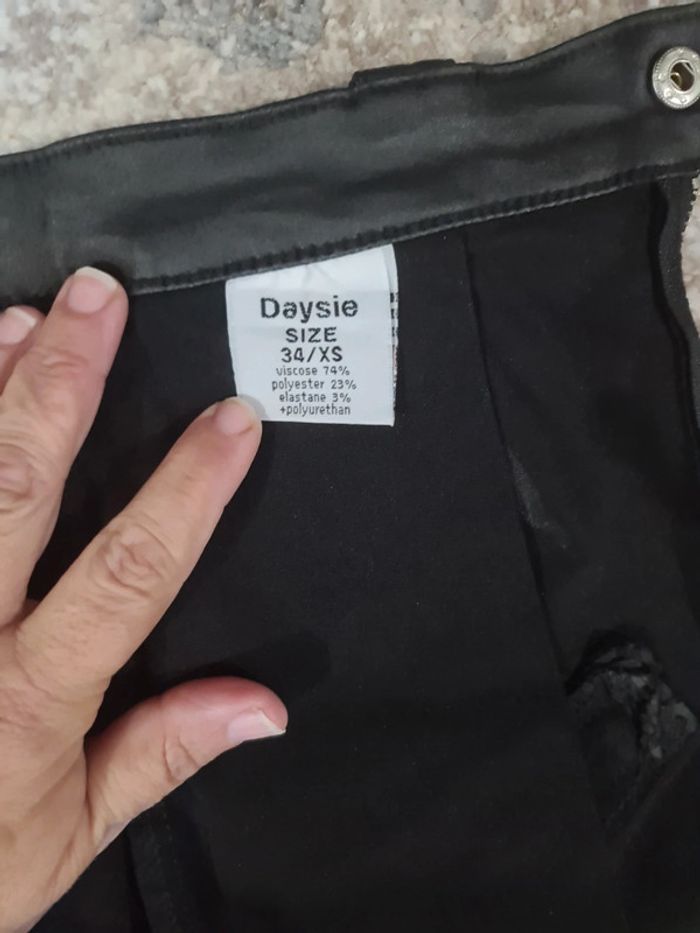 Daysie
SIZE
34/XS
viscose 74%
polyester 23%
elastane 3%
+polyurethan